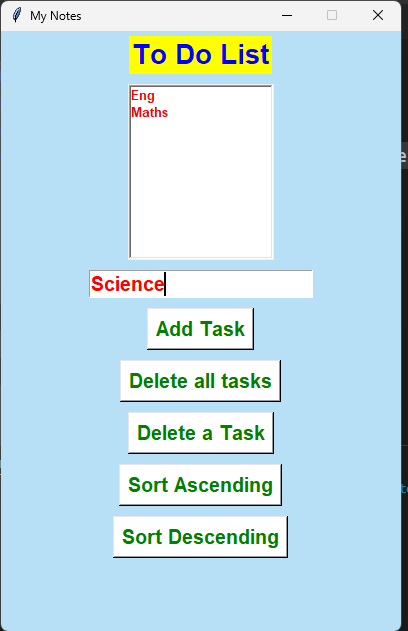 My Notes
To Do List
Eng
Maths
Science
Add Task
Delete all tasks
Delete a Task
Sort Ascending
Sort Descending